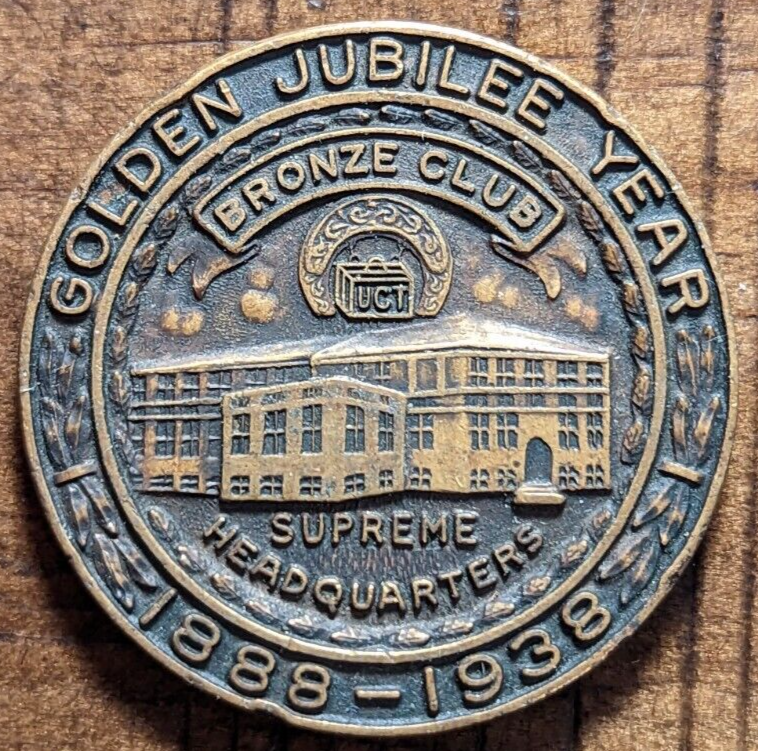 GOLDEN JUBILEE YEAR
BRONZE CLUB
UCT
SUPREME
HEADQUARTERS
1888-1938